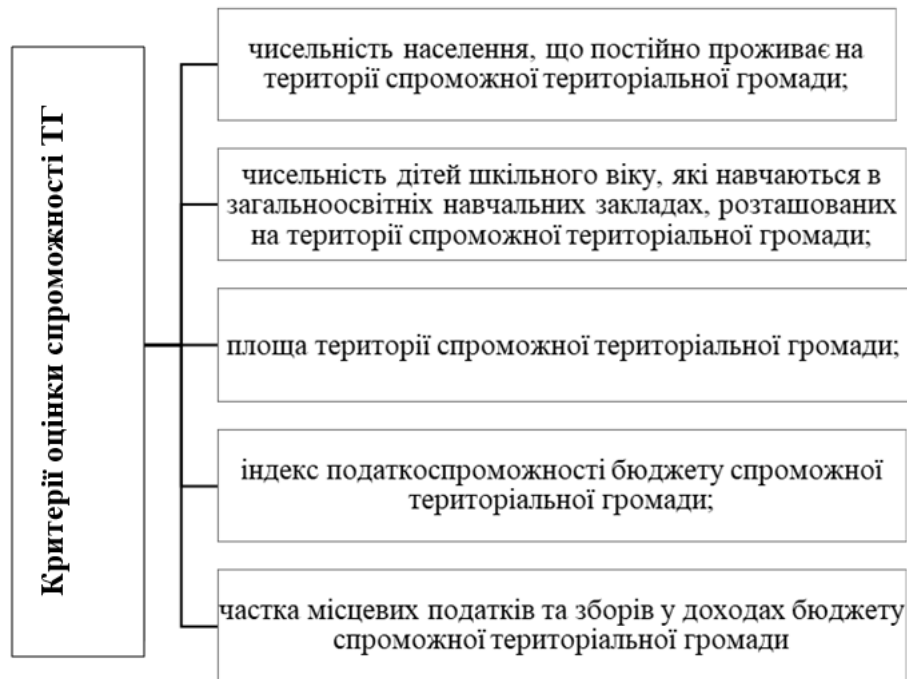 Критерії оцінки спроможності ТГ
чисельність населення, що постійно проживає на
території спроможної територіальної громади;
чисельність дітей шкільного віку, які навчаються в
загальноосвітніх навчальних закладах, розташованих
на території спроможної територіальної громади;
площа території спроможної територіальної громади;
індекс податкоспроможності бюджету спроможної
територіальної громади;
частка місцевих податків та зборів у доходах бюджету
спроможної територіальної громади